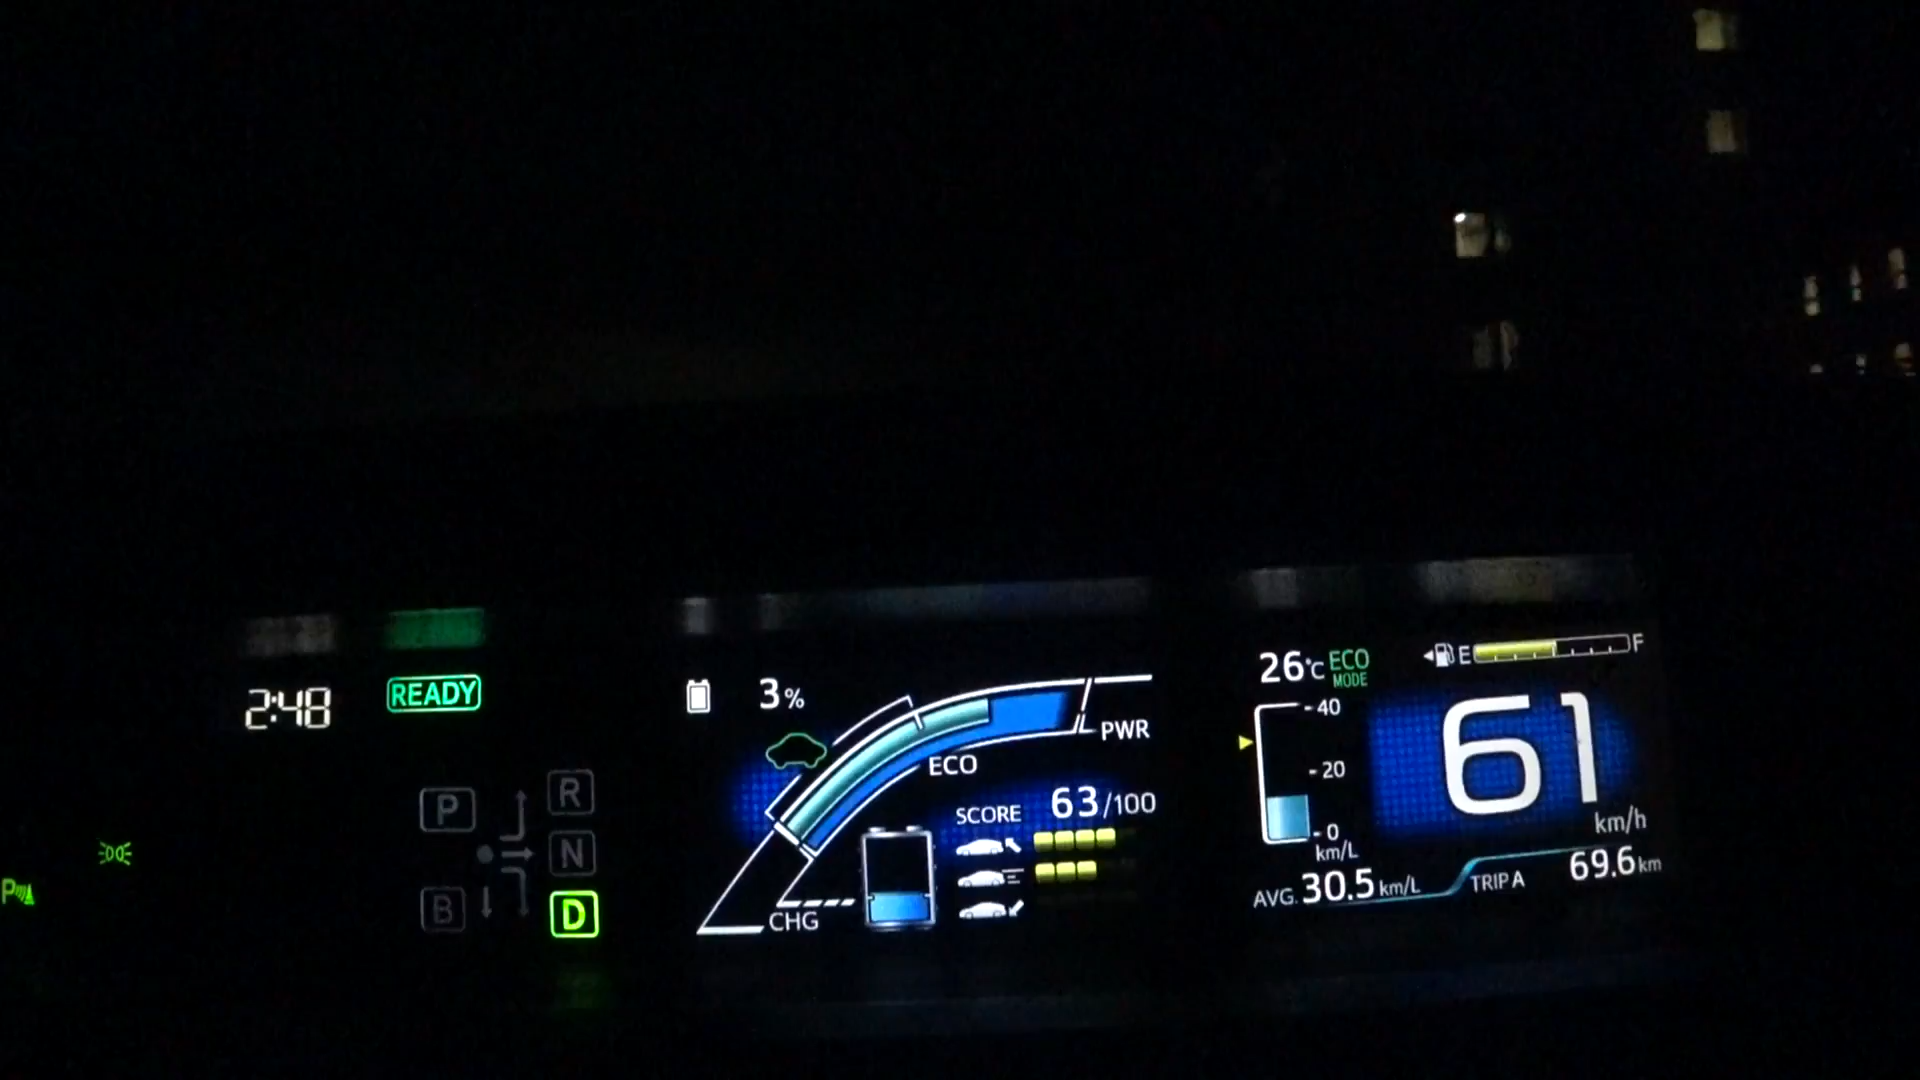 2:48
READY
P
R
N
B
D
P
3%
PWR
ECO
SCORE 63/100
CHG
26°C ECO MODE
E F
40
20
0
km/L
61
km/h
AVG. 30.5 km/L
TRIP A 69.6 km